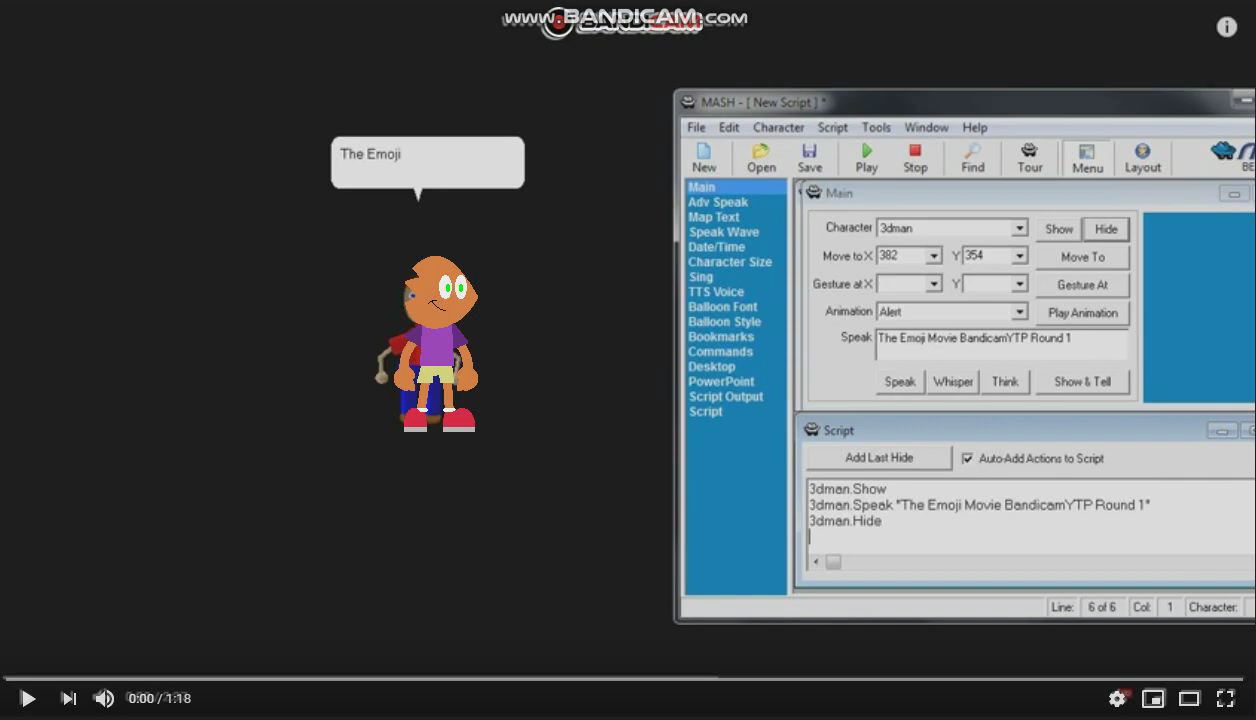 www.BANDICAM.com
The Emoji
MASH - [ New Script ] *
File Edit Character Script Tools Window Help
New Open Save Play Stop Find Tour Menu Layout
Main
Adv Speak
Map Text
Speak Wave
Date/Time
Character Size
Sing
TTS Voice
Balloon Font
Balloon Style
Bookmarks
Commands
Desktop
PowerPoint
Script Output
Script
Main
Character 3dman Show Hide
Move to X 382 Y 354 Move To
Gesture at X Y Gesture At
Animation Alert Play Animation
Speak The Emoji Movie BandicamYTP Round 1
Speak Whisper Think Show & Tell
Script
Add Last Hide Auto-Add Actions to Script
3dman.Show
3dman.Speak "The Emoji Movie BandicamYTP Round 1"
3dman.Hide
Line: 6 of 6 Col: 1 Character:
0:00 / 1:18